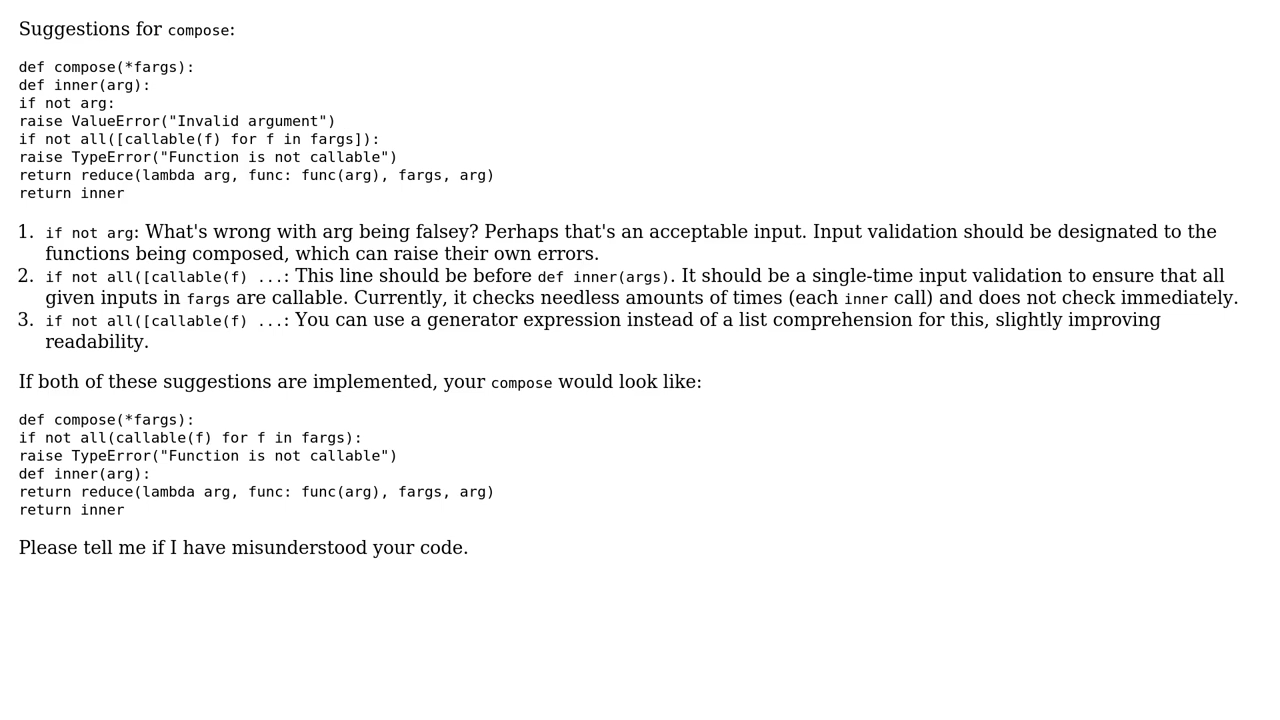 Suggestions for compose:
def compose(*fargs):
def inner(arg):
if not arg:
raise ValueError("Invalid argument")
if not all([callable(f) for f in fargs]):
raise TypeError("Function is not callable")
return reduce(lambda arg, func: func(arg), fargs, arg)
return inner
1. if not arg: What's wrong with arg being falsey? Perhaps that's an acceptable input. Input validation should be designated to the
functions being composed, which can raise their own errors.
2. if not all([callable(f) ...: This line should be before def inner(args). It should be a single-time input validation to ensure that all
given inputs in fargs are callable. Currently, it checks needless amounts of times (each inner call) and does not check immediately.
3. if not all([callable(f) ...: You can use a generator expression instead of a list comprehension for this, slightly improving
readability.
If both of these suggestions are implemented, your compose would look like:
def compose(*fargs):
if not all(callable(f) for f in fargs):
raise TypeError("Function is not callable")
def inner(arg):
return reduce(lambda arg, func: func(arg), fargs, arg)
return inner
Please tell me if I have misunderstood your code.